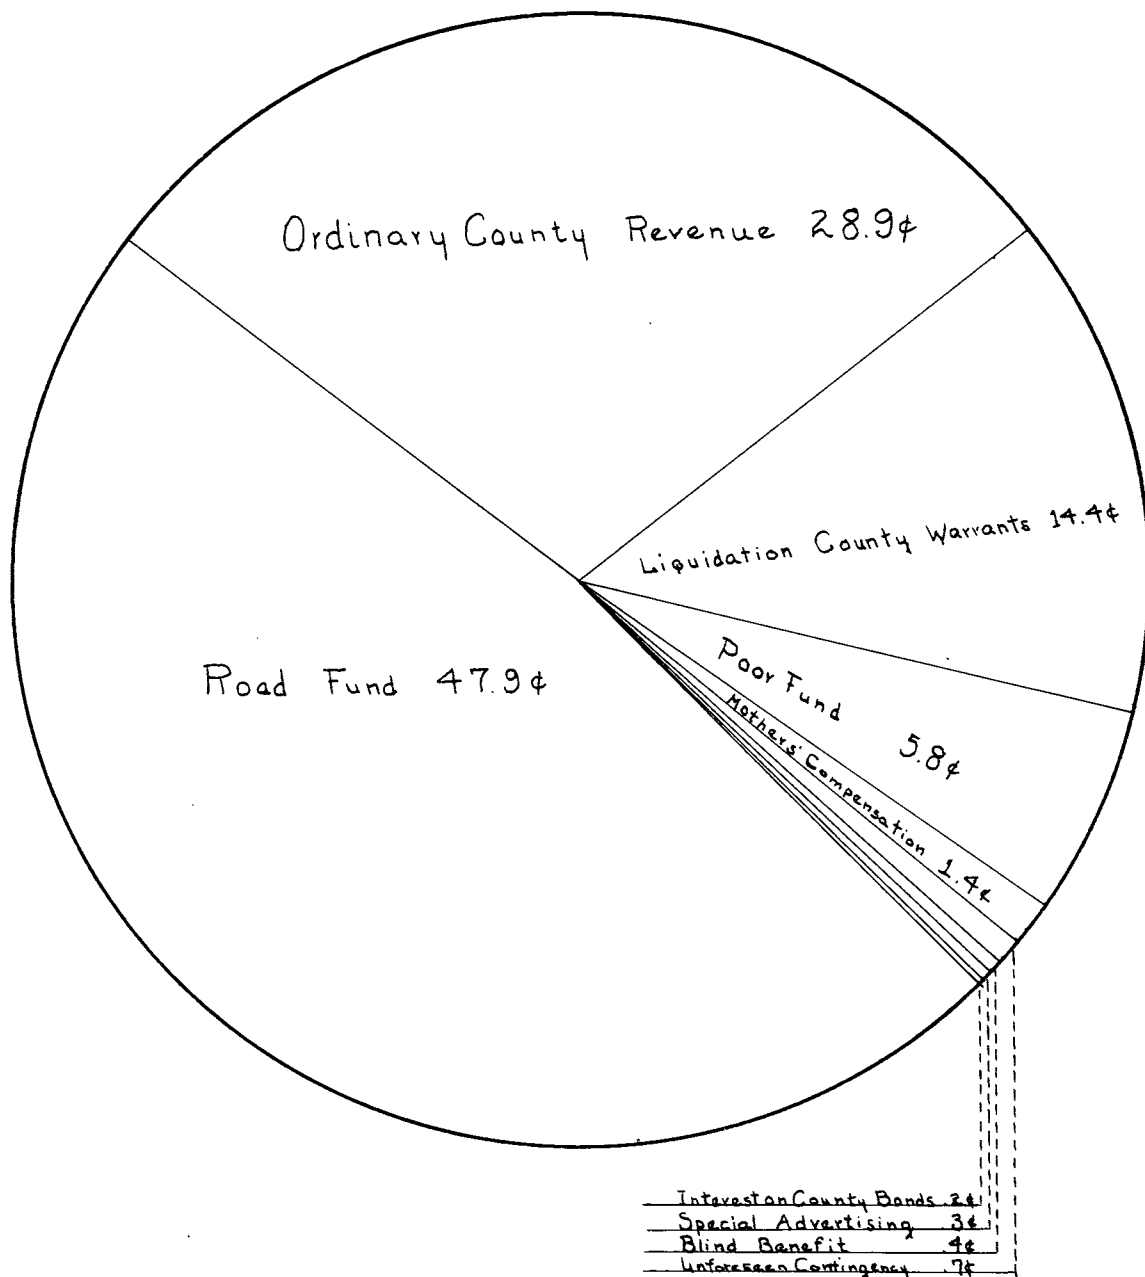 Ordinary County Revenue 28.9¢
Liquidation County Warrants 14.4¢
Road Fund 47.9¢
Poor Fund 5.8¢
Mothers' Compensation 1.4¢
Interest on County Bonds .2¢
Special Advertising .3¢
Blind Benefit .4¢
Unforeseen Contingency .7¢